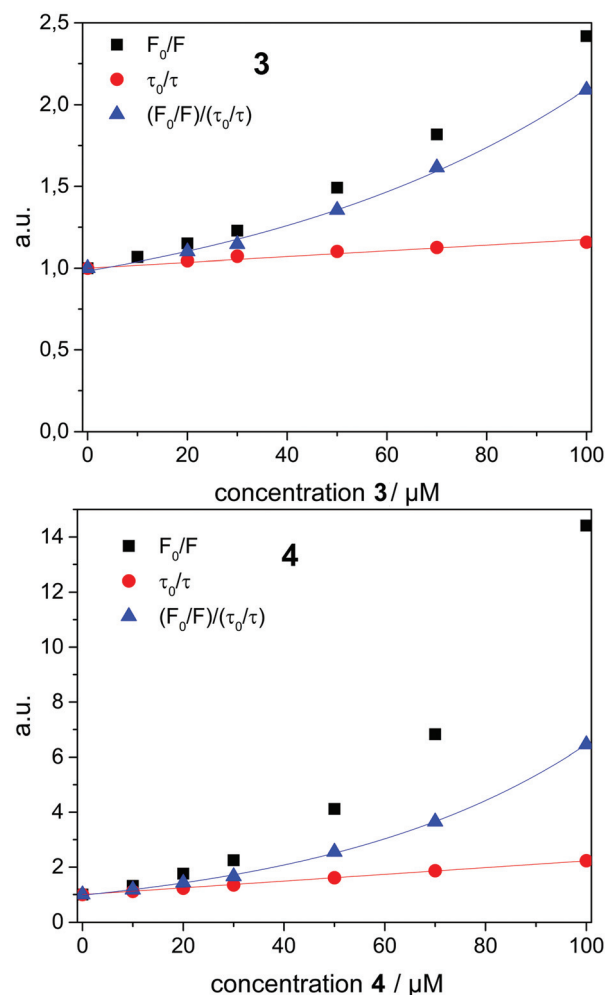 2,5
2,0
1,5
1,0
0,5
0,0
a.u.
F₀/F
τ₀/τ
(F₀/F)/(τ₀/τ)
3
0 20 40 60 80 100
concentration 3 / µM
14
12
10
8
6
4
2
0
a.u.
F₀/F
τ₀/τ
(F₀/F)/(τ₀/τ)
4
0 20 40 60 80 100
concentration 4 / µM